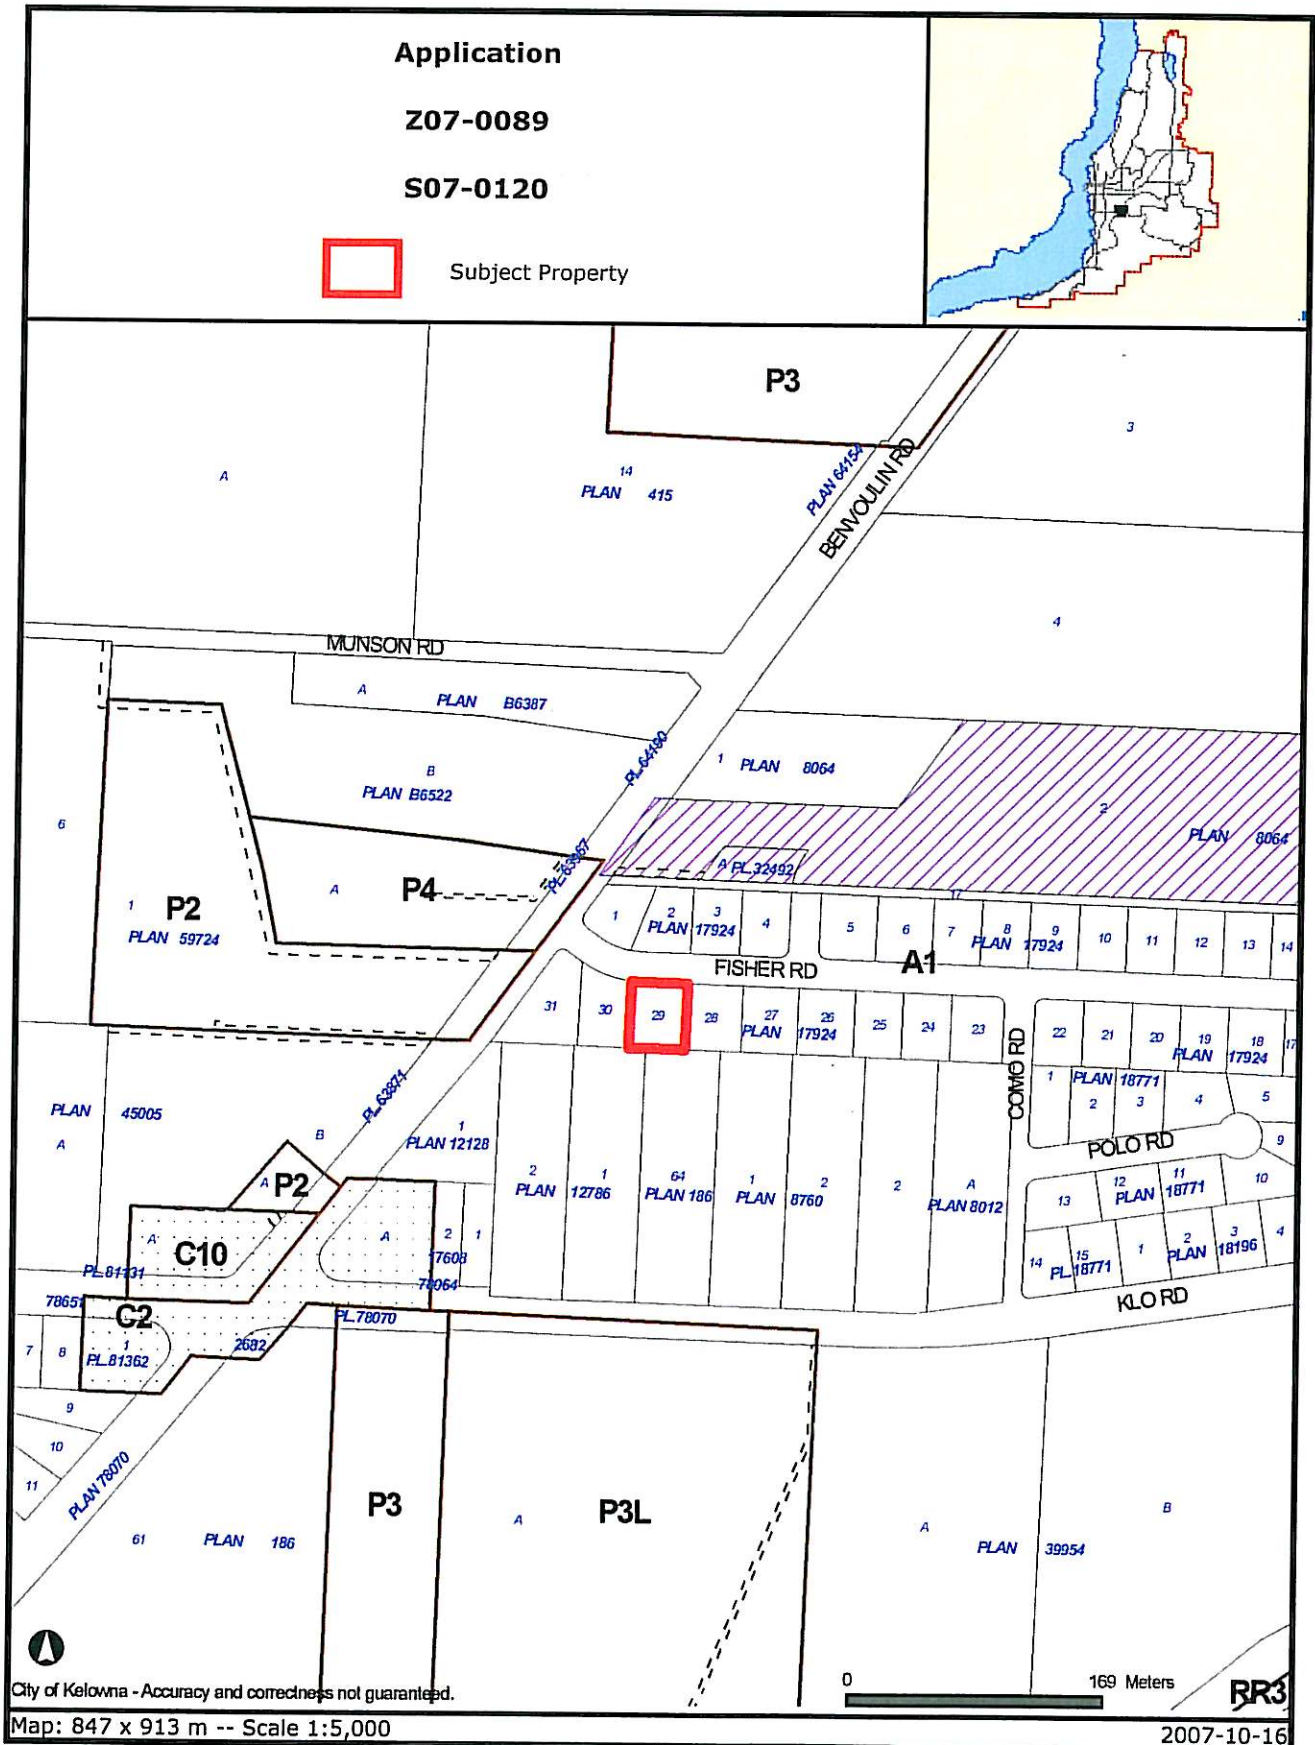 Application
Z07-0089
S07-0120
Subject Property
P3
3
A
14
PLAN 415
PLAN 64154
BENVOULIN RD
4
MUNSON RD
A
PLAN B6387
PL.64190
1
PLAN 8064
B
PLAN B6522
6
2
PLAN 8064
A PL.32492
A
P4
1
P2
PLAN 59724
17
1
2
3
4
PLAN 17924
5
6
7
8
9
PLAN 17924
10
11
12
13
14
FISHER RD
A1
31
30
29
28
27
26
PLAN 17924
25
24
23
COMO RD
22
21
20
19
18
17
PLAN 17924
PL.63871
PLAN 45005
A
B
1
PLAN 12128
1
PLAN 18771
2
3
4
5
9
POLO RD
A
P2
2
1
PLAN 12786
64
PLAN 186
1
2
PLAN 8760
2
A
PLAN 8012
13
12
11
PLAN 18771
10
A
C10
A
2
1
17608
78064
14
15
PL.18771
1
2
3
4
PLAN 18196
PL.81131
78651
C2
PL.78070
KLO RD
7
8
1
PL.81362
2682
9
10
11
PLAN 78070
61
PLAN 186
P3
A
P3L
A
PLAN 39954
B
0
169 Meters
RR3
City of Kelowna - Accuracy and correctness not guaranteed.
Map: 847 x 913 m -- Scale 1:5,000
2007-10-16